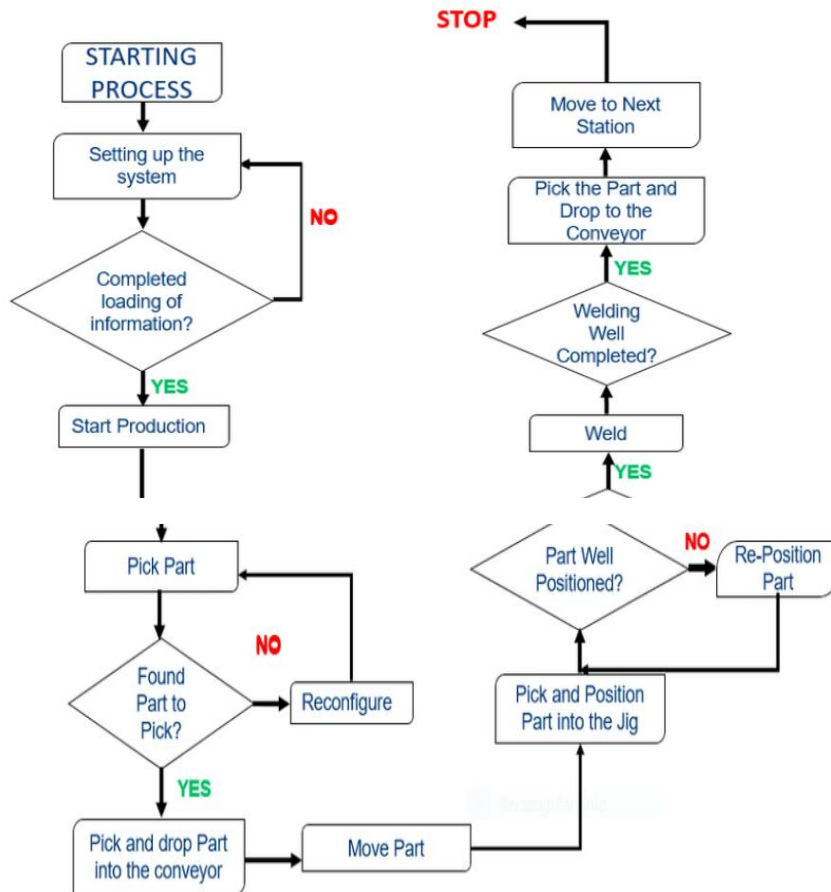 STARTING
PROCESS
Setting up the
system
NO
Completed
loading of
information?
YES
Start Production
Pick Part
NO
Found
Part to
Pick?
Reconfigure
YES
Pick and drop Part
into the conveyor
Move Part
Pick and Position
Part into the Jig
Part Well
Positioned?
NO
Re-Position
Part
YES
Weld
Welding
Well
Completed?
YES
Pick the Part and
Drop to the
Conveyor
Move to Next
Station
STOP